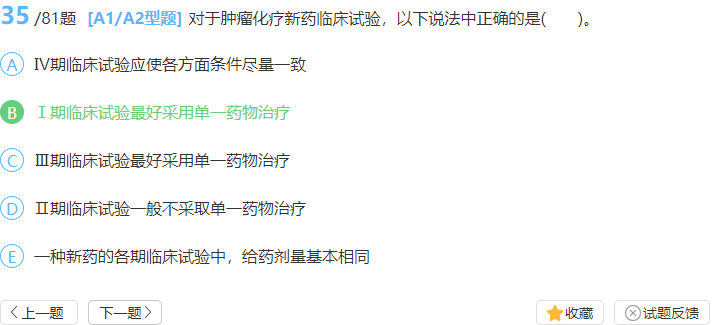 35 /81题 [A1/A2型题] 对于肿瘤化疗新药临床试验，以下说法中正确的是( )。
A Ⅳ期临床试验应使各方面条件尽量一致
B Ⅰ期临床试验最好采用单一药物治疗
C Ⅲ期临床试验最好采用单一药物治疗
D Ⅱ期临床试验一般不采取单一药物治疗
E 一种新药的各期临床试验中，给药剂量基本相同
上一题 下一题 收藏 试题反馈